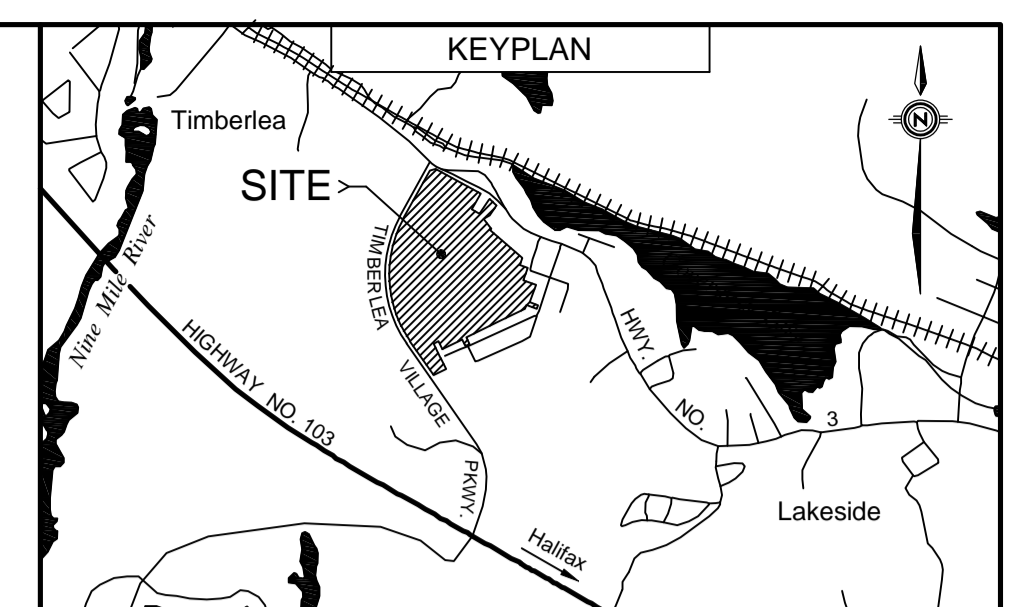 KEYPLAN
N
Timberlea
SITE
TIMBERLEA
VILLAGE
PKWY.
Nine Mile River
HIGHWAY NO. 103
HWY.
NO.
3
Lakeside
Halifax